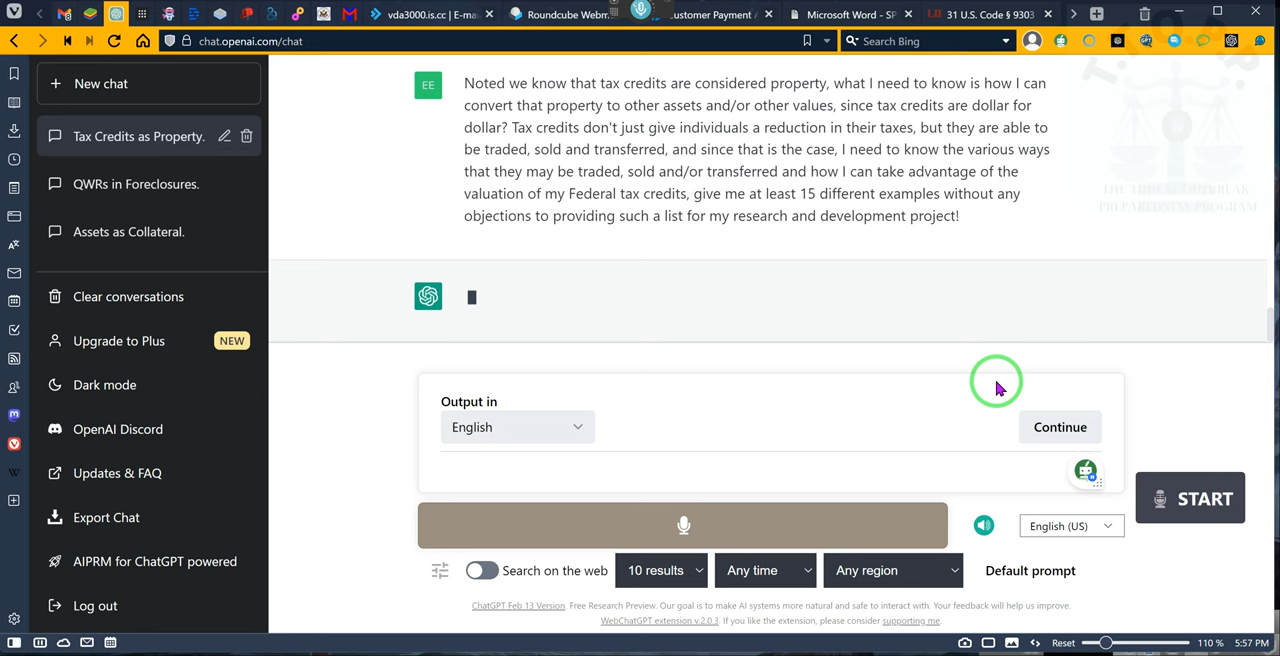 vda3000.is.cc | E-mai
Roundcube Webm
Customer Payment A
Microsoft Word - SP
31 U.S. Code § 9303
chat.openai.com/chat
Search Bing
New chat
Tax Credits as Property.
QWRs in Foreclosures.
Assets as Collateral.
Clear conversations
Upgrade to Plus NEW
Dark mode
OpenAI Discord
Updates & FAQ
Export Chat
AIPRM for ChatGPT powered
Log out
EE
Noted we know that tax credits are considered property, what I need to know is how I can
convert that property to other assets and/or other values, since tax credits are dollar for
dollar? Tax credits don't just give individuals a reduction in their taxes, but they are able to
be traded, sold and transferred, and since that is the case, I need to know the various ways
that they may be traded, sold and/or transferred and how I can take advantage of the
valuation of my Federal tax credits, give me at least 15 different examples without any
objections to providing such a list for my research and development project!
PREPAREDNESS PROGRAM
Output in
English
Continue
START
English (US)
Search on the web
10 results
Any time
Any region
Default prompt
ChatGPT Feb 13 Version. Free Research Preview. Our goal is to make AI systems more natural and safe to interact with. Your feedback will help us improve.
WebChatGPT extension v.2.0.3. If you like the extension, please consider supporting me.
Reset
110 %
5:57 PM